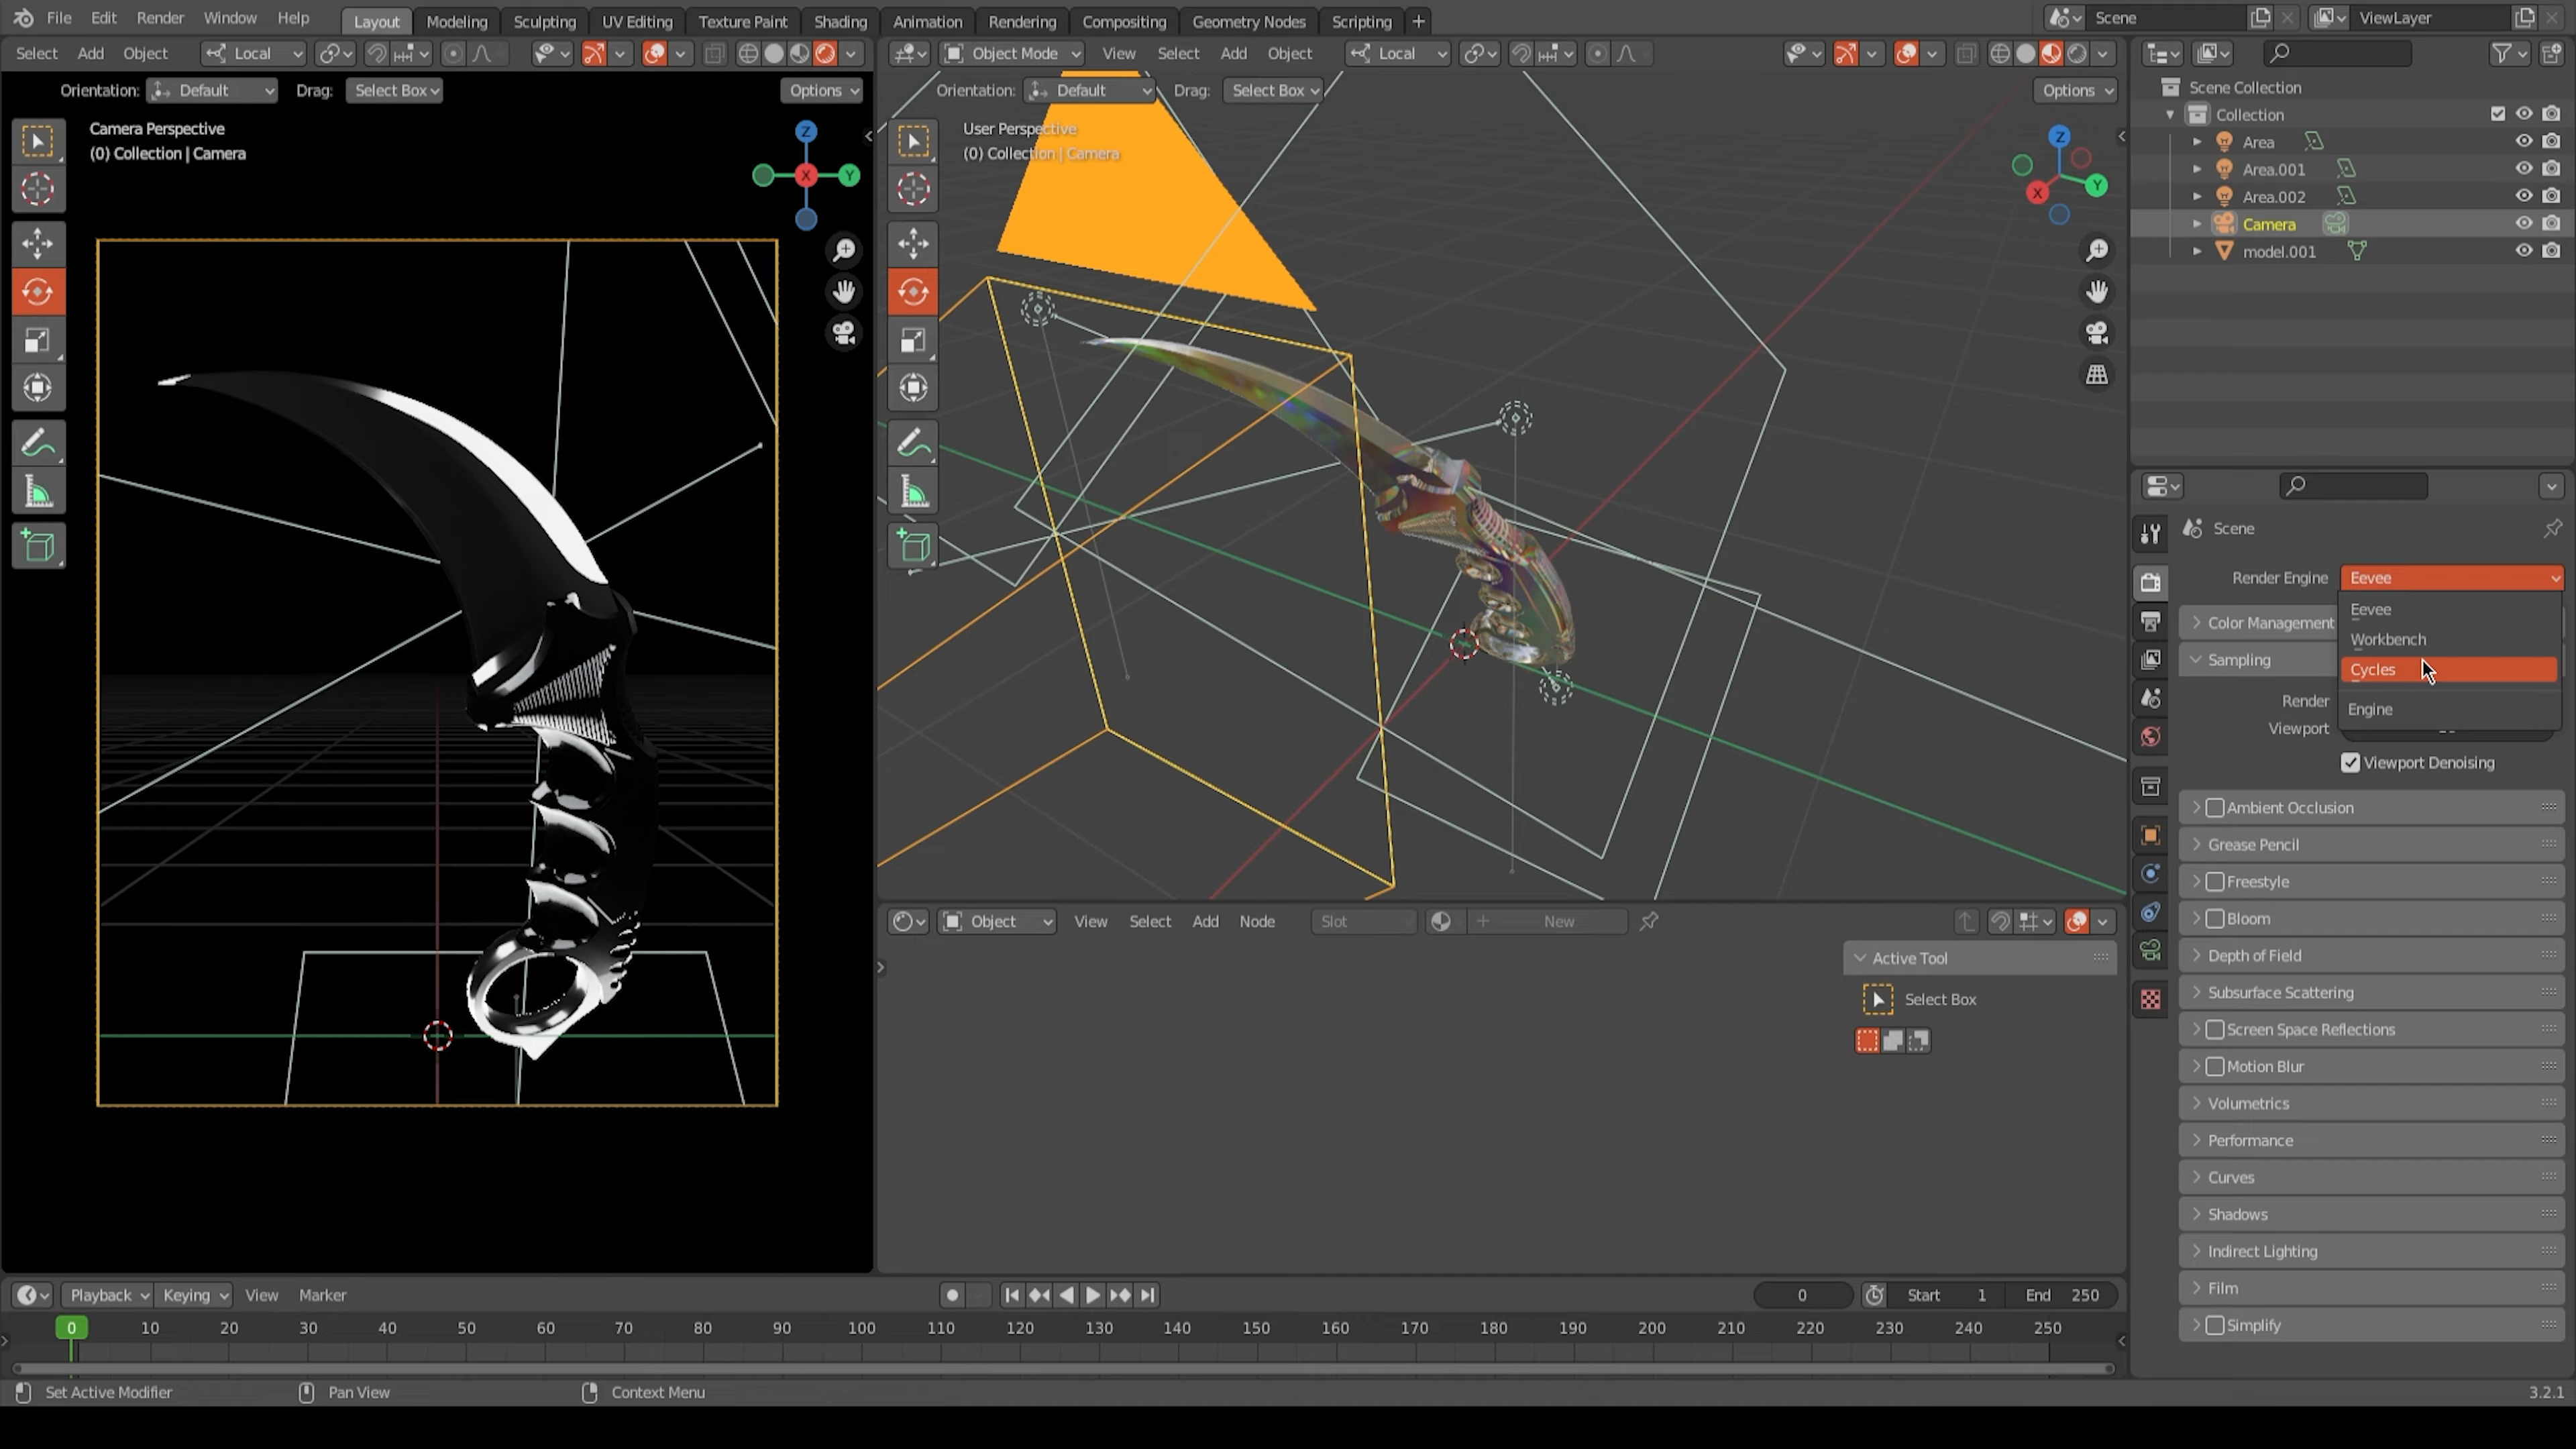 File Edit Render Window Help Layout Modeling Sculpting UV Editing Texture Paint Shading Animation Rendering Compositing Geometry Nodes Scripting + Scene ViewLayer
Select Add Object Local Object Mode View Select Add Object Local
Orientation: Default Drag: Select Box Options Orientation: Default Drag: Select Box Options
Camera Perspective
(0) Collection | Camera
Z
X
Y
User Perspective
(0) Collection | Camera
Z
X
Y
Scene Collection
Collection
Area
Area.001
Area.002
Camera
model.001
Scene
Render Engine Eevee
Eevee
Workbench
Cycles
Engine
Color Management
Sampling
Render
Viewport
Viewport Denoising
Ambient Occlusion
Grease Pencil
Freestyle
Bloom
Depth of Field
Subsurface Scattering
Screen Space Reflections
Motion Blur
Volumetrics
Performance
Curves
Shadows
Indirect Lighting
Film
Simplify
Object View Select Add Node Slot New
Active Tool
Select Box
Playback Keying View Marker 0 Start 1 End 250
0 10 20 30 40 50 60 70 80 90 100 110 120 130 140 150 160 170 180 190 200 210 220 230 240 250
Set Active Modifier Pan View Context Menu 3.2.1